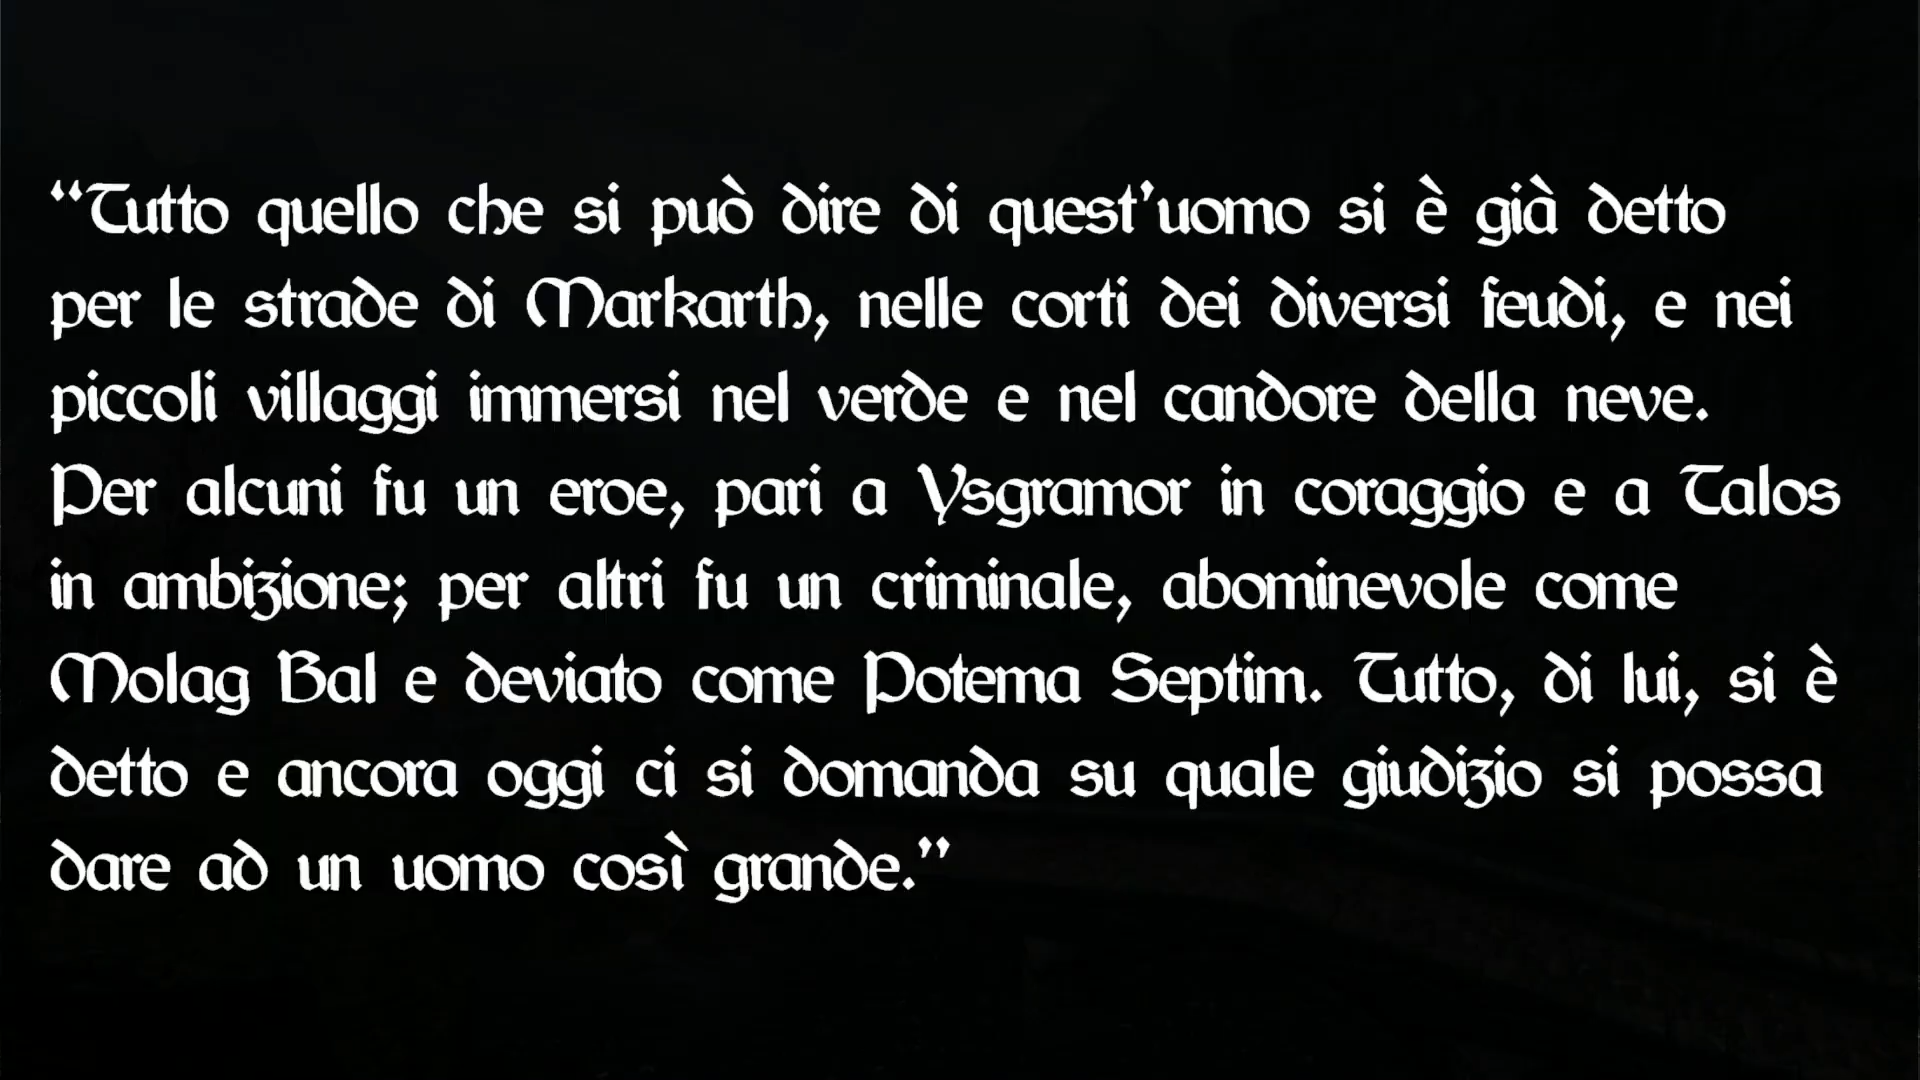 “Tutto quello che si può dire di quest’uomo si è già detto
per le strade di Markarth, nelle corti dei diversi feudi, e nei
piccoli villaggi immersi nel verde e nel candore della neve.
Per alcuni fu un eroe, pari a Ysgramor in coraggio e a Talos
in ambizione; per altri fu un criminale, abominevole come
Molag Bal e deviato come Potema Septim. Tutto, di lui, si è
detto e ancora oggi ci si domanda su quale giudizio si possa
dare ad un uomo così grande.”